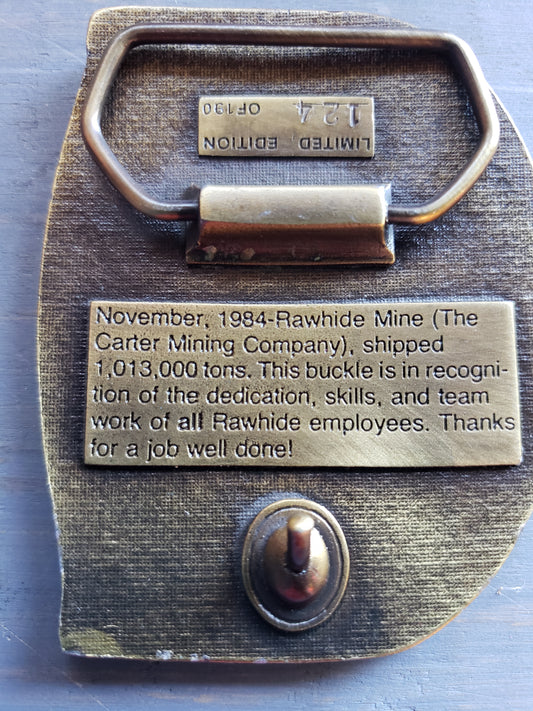 LIMITED EDITION
124 OF190
November, 1984-Rawhide Mine (The
Carter Mining Company), shipped
1,013,000 tons. This buckle is in recogni-
tion of the dedication, skills, and team
work of all Rawhide employees. Thanks
for a job well done!